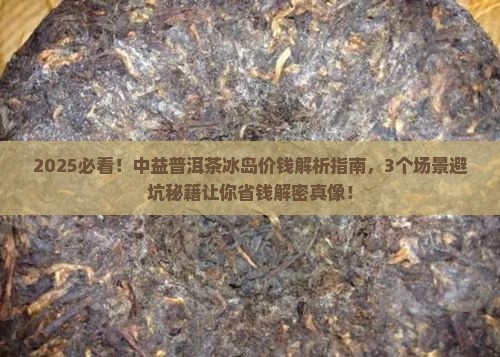 2025必看！中益普洱茶冰岛价钱解析指南，3个场景避
坑秘藉让你省钱解密真像！